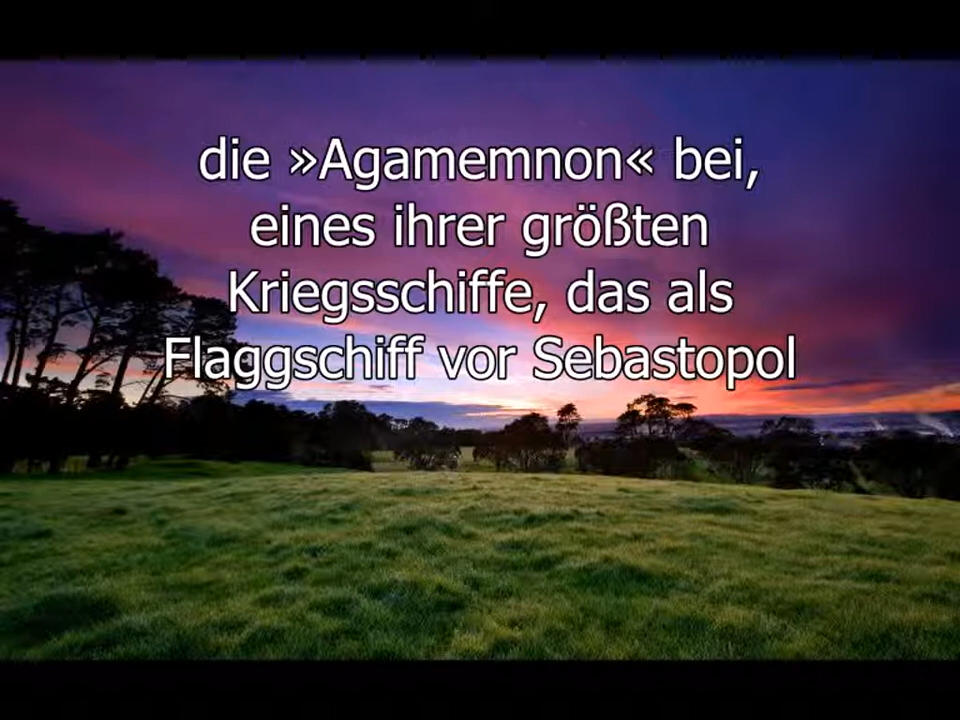 die »Agamemnon« bei,
eines ihrer größten
Kriegsschiffe, das als
Flaggschiff vor Sebastopol